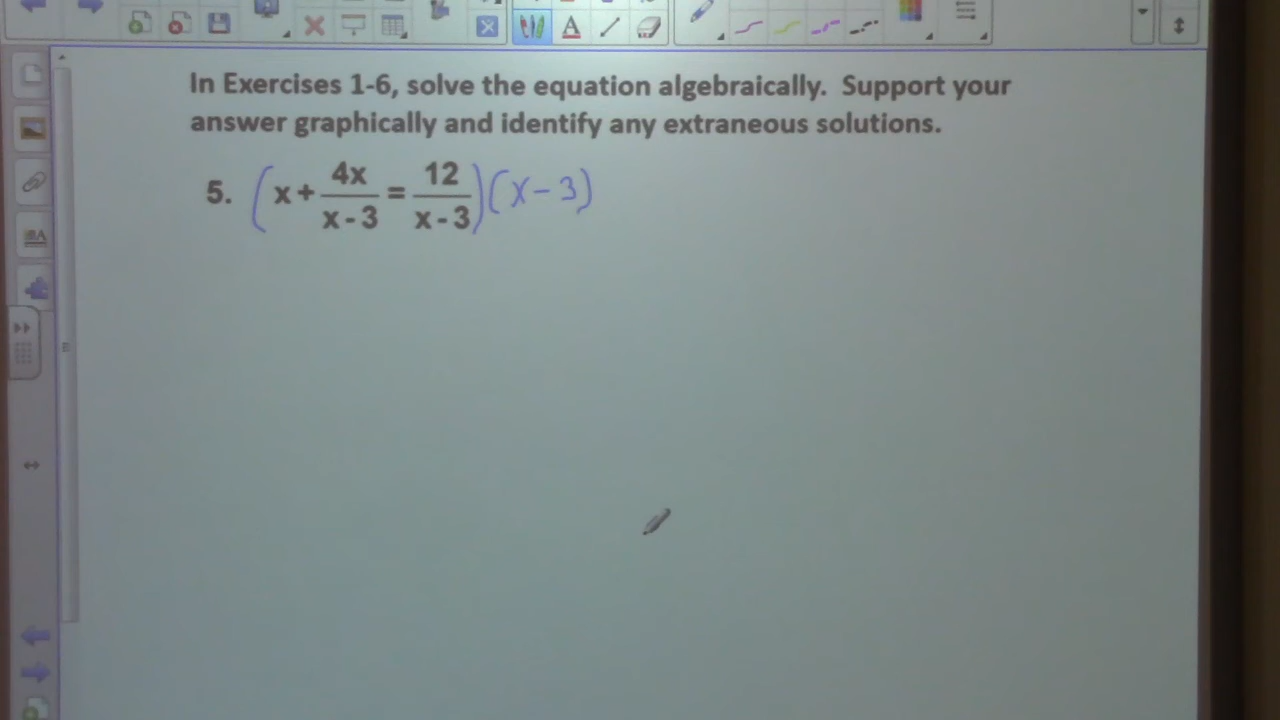 In Exercises 1-6, solve the equation algebraically. Support your
answer graphically and identify any extraneous solutions.
5. (x + 4x/(x - 3) = 12/(x - 3))(x - 3)